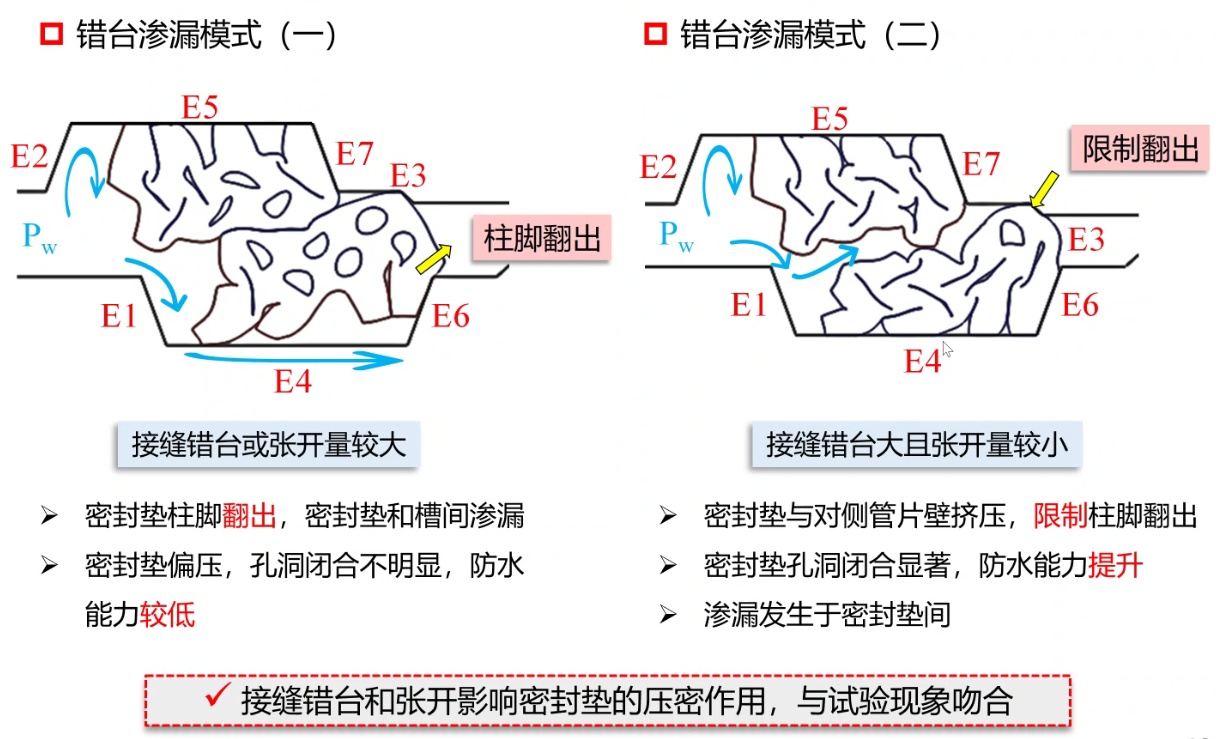 错台渗漏模式（一）
E5
E2
E7
E3
Pw
柱脚翻出
E1
E6
E4
接缝错台或张开量较大
密封垫柱脚翻出，密封垫和槽间渗漏
密封垫偏压，孔洞闭合不明显，防水
能力较低
错台渗漏模式（二）
E5
限制翻出
E2
E7
Pw
E3
E1
E6
E4
接缝错台大且张开量较小
密封垫与对侧管片壁挤压，限制柱脚翻出
密封垫孔洞闭合显著，防水能力提升
渗漏发生于密封垫间
接缝错台和张开影响密封垫的压密作用，与试验现象吻合